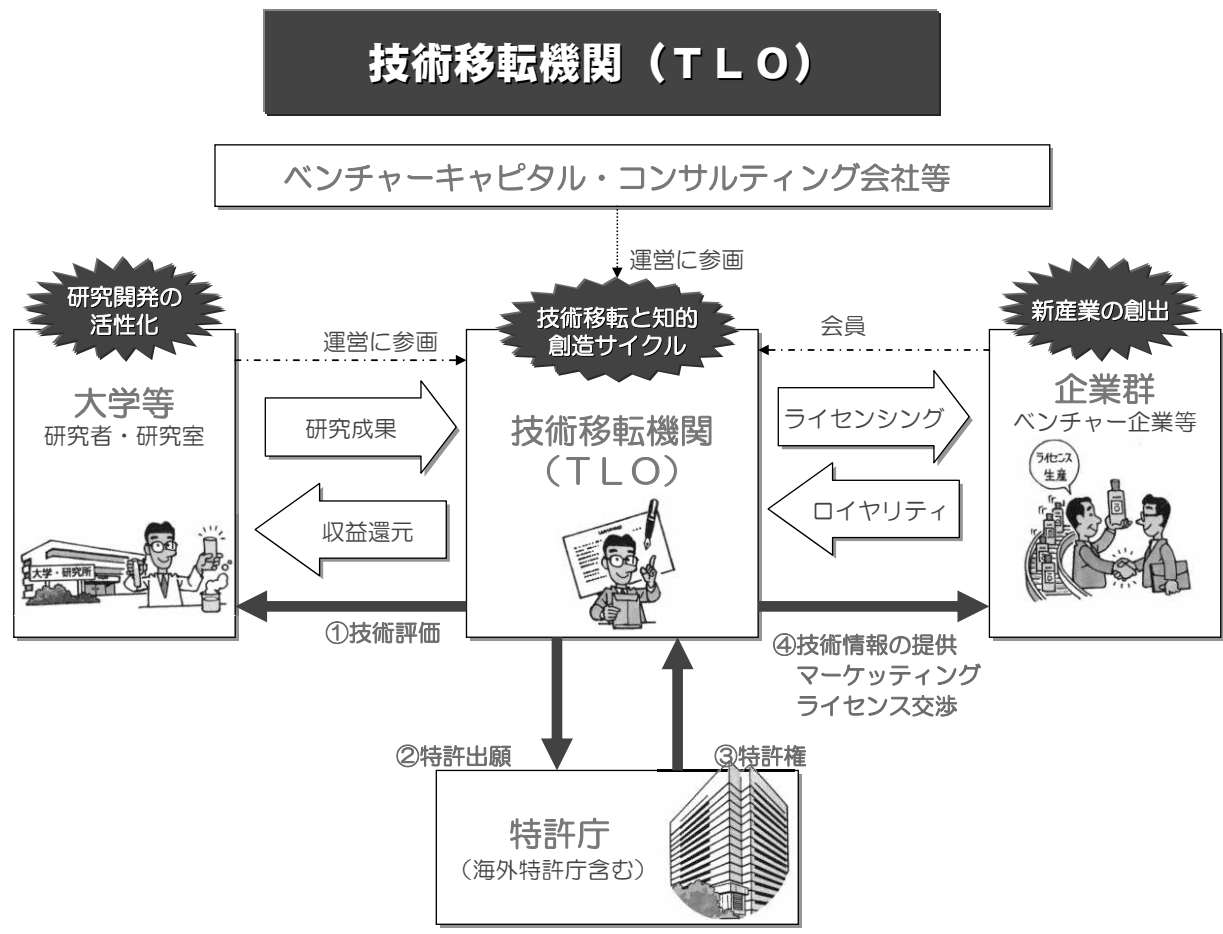 技術移転機関（ＴＬＯ）
ベンチャーキャピタル・コンサルティング会社等
運営に参画
研究開発の
活性化
技術移転と知的
創造サイクル
新産業の創出
運営に参画
会員
大学等
研究者・研究室
研究成果
収益還元
大学・研究所
技術移転機関
（ＴＬＯ）
ライセンシング
ロイヤリティ
企業群
ベンチャー企業等
ライセンス
生産
①技術評価
④技術情報の提供
マーケッティング
ライセンス交渉
②特許出願
③特許権
特許庁
（海外特許庁含む）